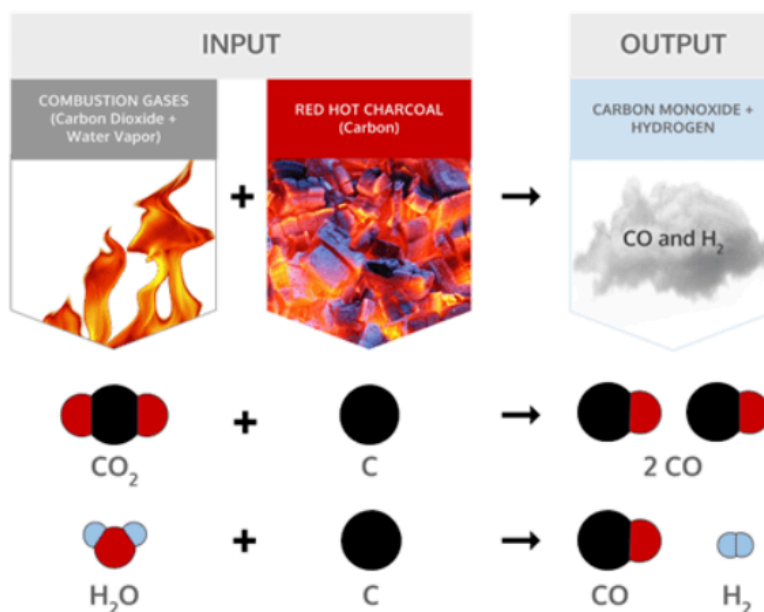 INPUT
OUTPUT
COMBUSTION GASES
(Carbon Dioxide +
Water Vapor)
RED HOT CHARCOAL
(Carbon)
CARBON MONOXIDE +
HYDROGEN
+
→
CO and H₂
+
→
CO₂
C
2 CO
+
→
H₂O
C
CO
H₂